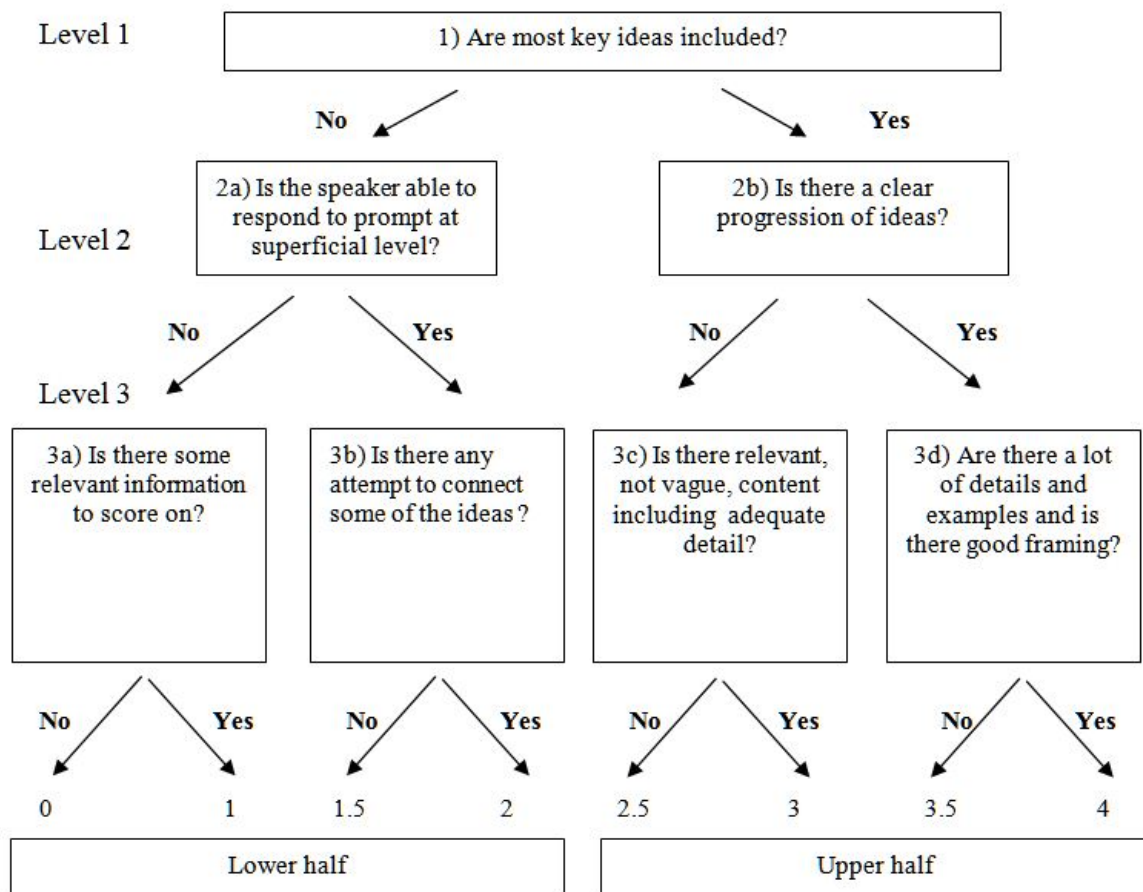 Level 1
1) Are most key ideas included?
No
Yes
Level 2
2a) Is the speaker able to
respond to prompt at
superficial level?
2b) Is there a clear
progression of ideas?
No
Yes
No
Yes
Level 3
3a) Is there some
relevant information
to score on?
3b) Is there any
attempt to connect
some of the ideas ?
3c) Is there relevant,
not vague, content
including adequate
detail?
3d) Are there a lot
of details and
examples and is
there good framing?
No
Yes
No
Yes
No
Yes
No
Yes
0
1
1.5
2
2.5
3
3.5
4
Lower half
Upper half